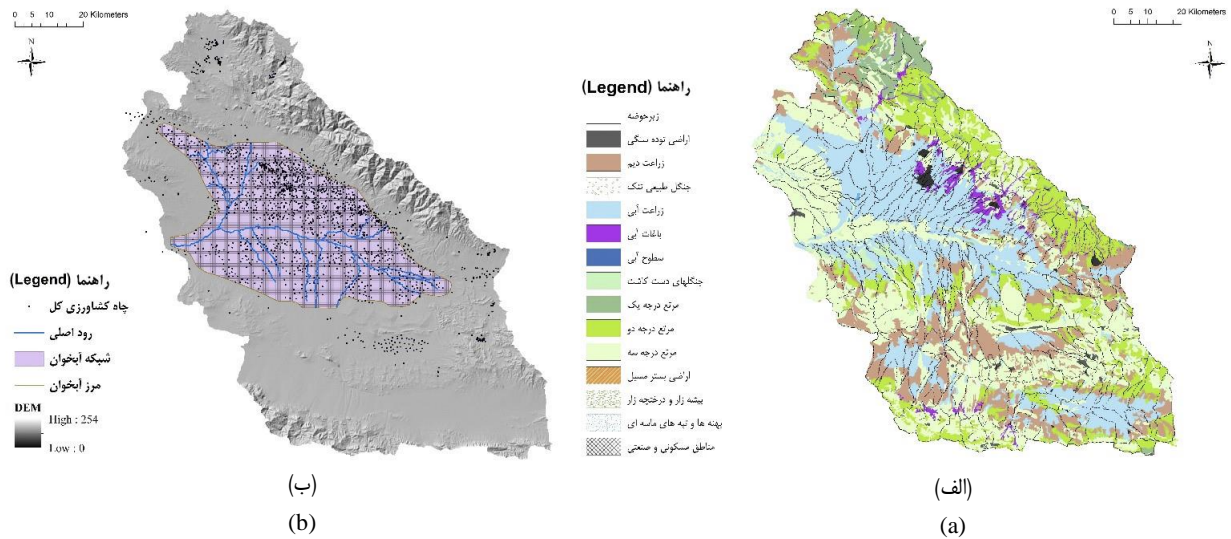 0 5 10 20 Kilometers
N
راهنما (Legend)
چاه کشاورزی کل
رود اصلی
شبکه آبخوان
مرز آبخوان
DEM
High : 254
Low : 0
(ب)
(b)
0 5 10 20 Kilometers
N
راهنما (Legend)
زیرحوضه
اراضی توده سنگی
زراعت دیم
جنگل طبیعی تنک
زراعت آبی
باغات آبی
سطوح آبی
جنگلهای دست کاشت
مرتع درجه یک
مرتع درجه دو
مرتع درجه سه
اراضی بستر مسیل
بیشه زار و درختچه زار
پهنه ها و تپه های ماسه ای
مناطق مسکونی و صنعتی
(الف)
(a)